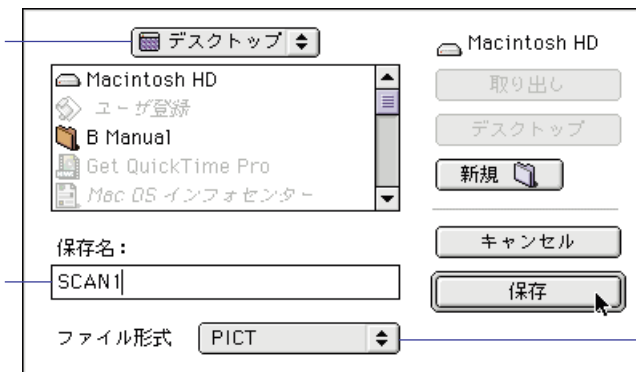 デスクトップ
Macintosh HD
ユーザ登録
B Manual
Get QuickTime Pro
Mac OS インフォセンター
保存名：
SCAN1
ファイル形式 PICT
Macintosh HD
取り出し
デスクトップ
新規
キャンセル
保存